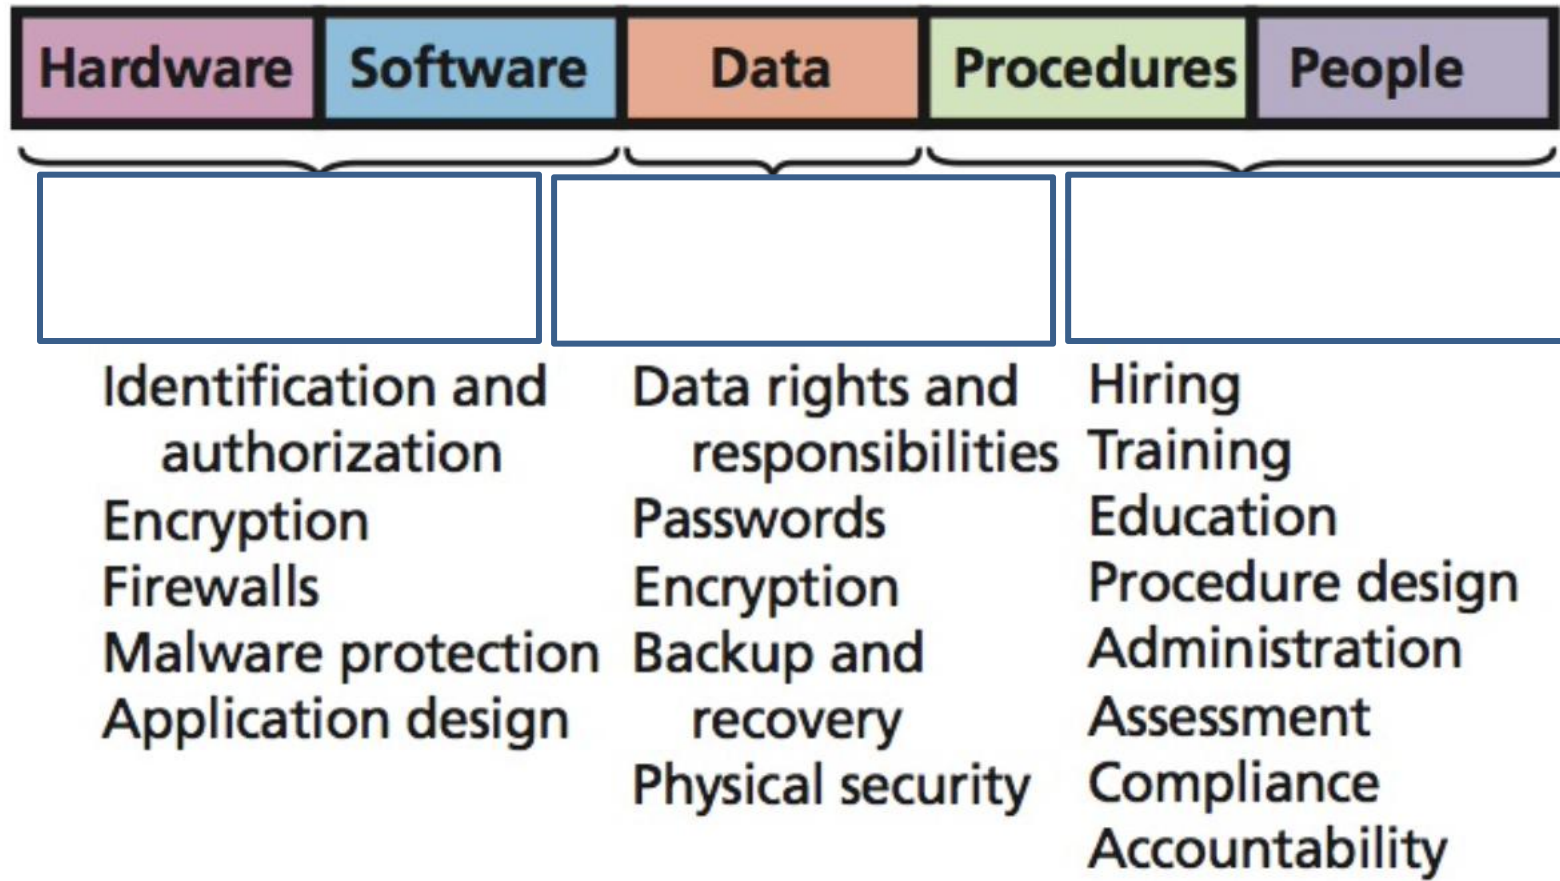 Hardware Software Data Procedures People
Identification and
authorization
Encryption
Firewalls
Malware protection
Application design
Data rights and
responsibilities
Passwords
Encryption
Backup and
recovery
Physical security
Hiring
Training
Education
Procedure design
Administration
Assessment
Compliance
Accountability